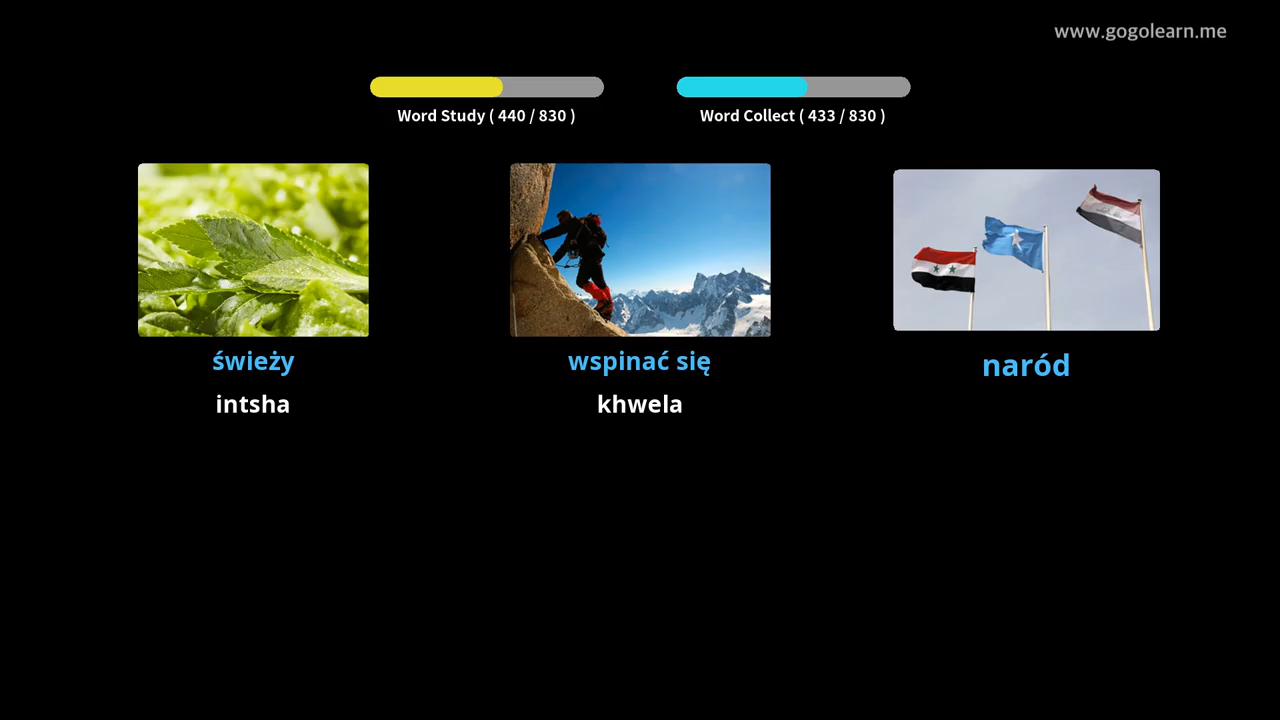 www.gogolearn.me
Word Study ( 440 / 830 )
Word Collect ( 433 / 830 )
świeży
wspinać się
naród
intsha
khwela